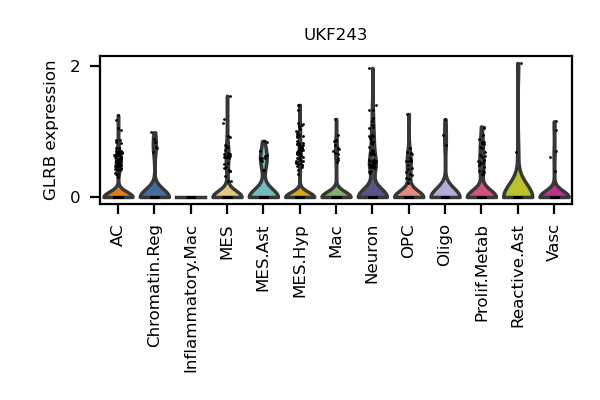 UKF243
GLRB expression
2
0
AC
Chromatin.Reg
Inflammatory.Mac
MES
MES.Ast
MES.Hyp
Mac
Neuron
OPC
Oligo
Prolif.Metab
Reactive.Ast
Vasc